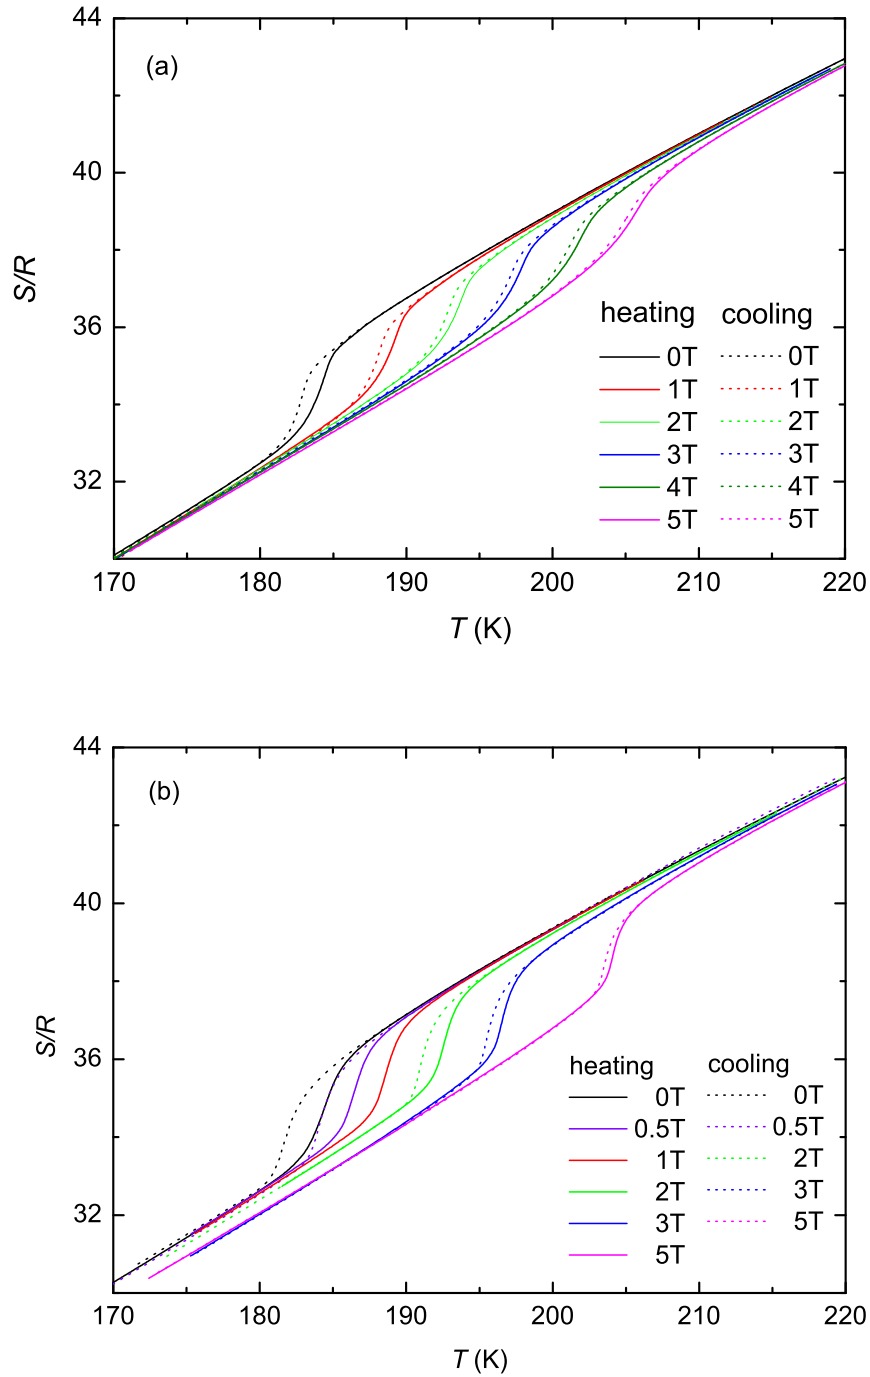 44
(a)
40
S/R
36
heating cooling
0T 0T
1T 1T
2T 2T
3T 3T
32
4T 4T
5T 5T
170 180 190 200 210 220
T (K)
44
(b)
40
S/R
36
heating cooling
0T 0T
0.5T 0.5T
1T 2T
2T 3T
32
3T 5T
5T
170 180 190 200 210 220
T (K)